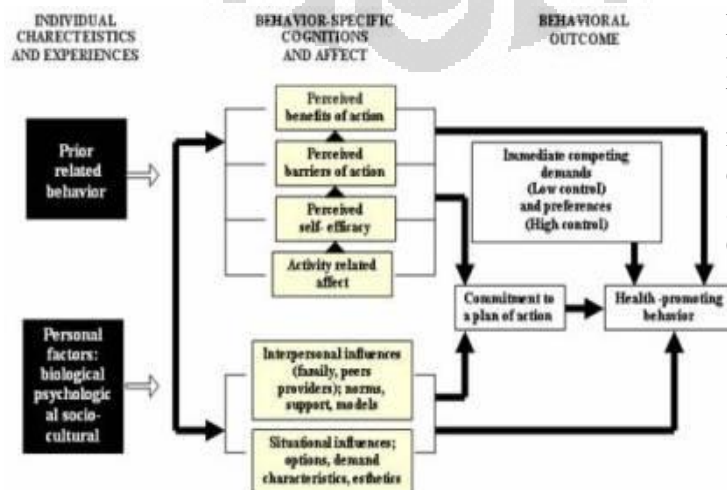 INDIVIDUAL
CHARECTEISTICS
AND EXPERIENCES
BEHAVIOR-SPECIFIC
COGNITIONS
AND AFFECT
BEHAVIORAL
OUTCOME
Prior
related
behavior
Personal
factors:
biological
psychologic
al socio-
cultural
Perceived
benefits of action
Perceived
barriers of action
Perceived
self- efficacy
Activity related
affect
Interpersonal influences
(family, peers
providers); norms,
support, models
Situational influences;
options, demand
characteristics, esthetics
Immediate competing
demands
(Low control)
and preferences
(High control)
Commitment to
a plan of action
Health -promoting
behavior